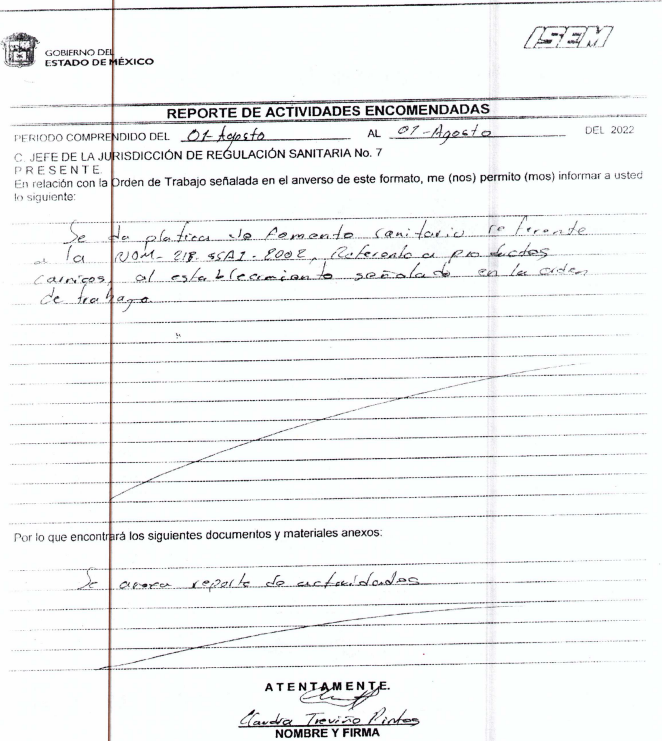 GOBIERNO DEL
ESTADO DE MÉXICO
ISEM
REPORTE DE ACTIVIDADES ENCOMENDADAS
PERIODO COMPRENDIDO DEL 01-Agosto AL 01-Agosto DEL 2022
C. JEFE DE LA JURISDICCIÓN DE REGULACIÓN SANITARIA No. 7
P R E S E N T E.
En relación con la Orden de Trabajo señalada en el anverso de este formato, me (nos) permito (mos) informar a usted
lo siguiente:
Se da platica de fomento sanitario referente
a la NOM-213-SSA1-2002, Referente a productos
carnicos, al establecimiento señalado en la orden
de trabajo
Por lo que encontrará los siguientes documentos y materiales anexos:
Se anexa reporte de actividades
A T E N T A M E N T E.
Claudia Treviño Pintos
NOMBRE Y FIRMA